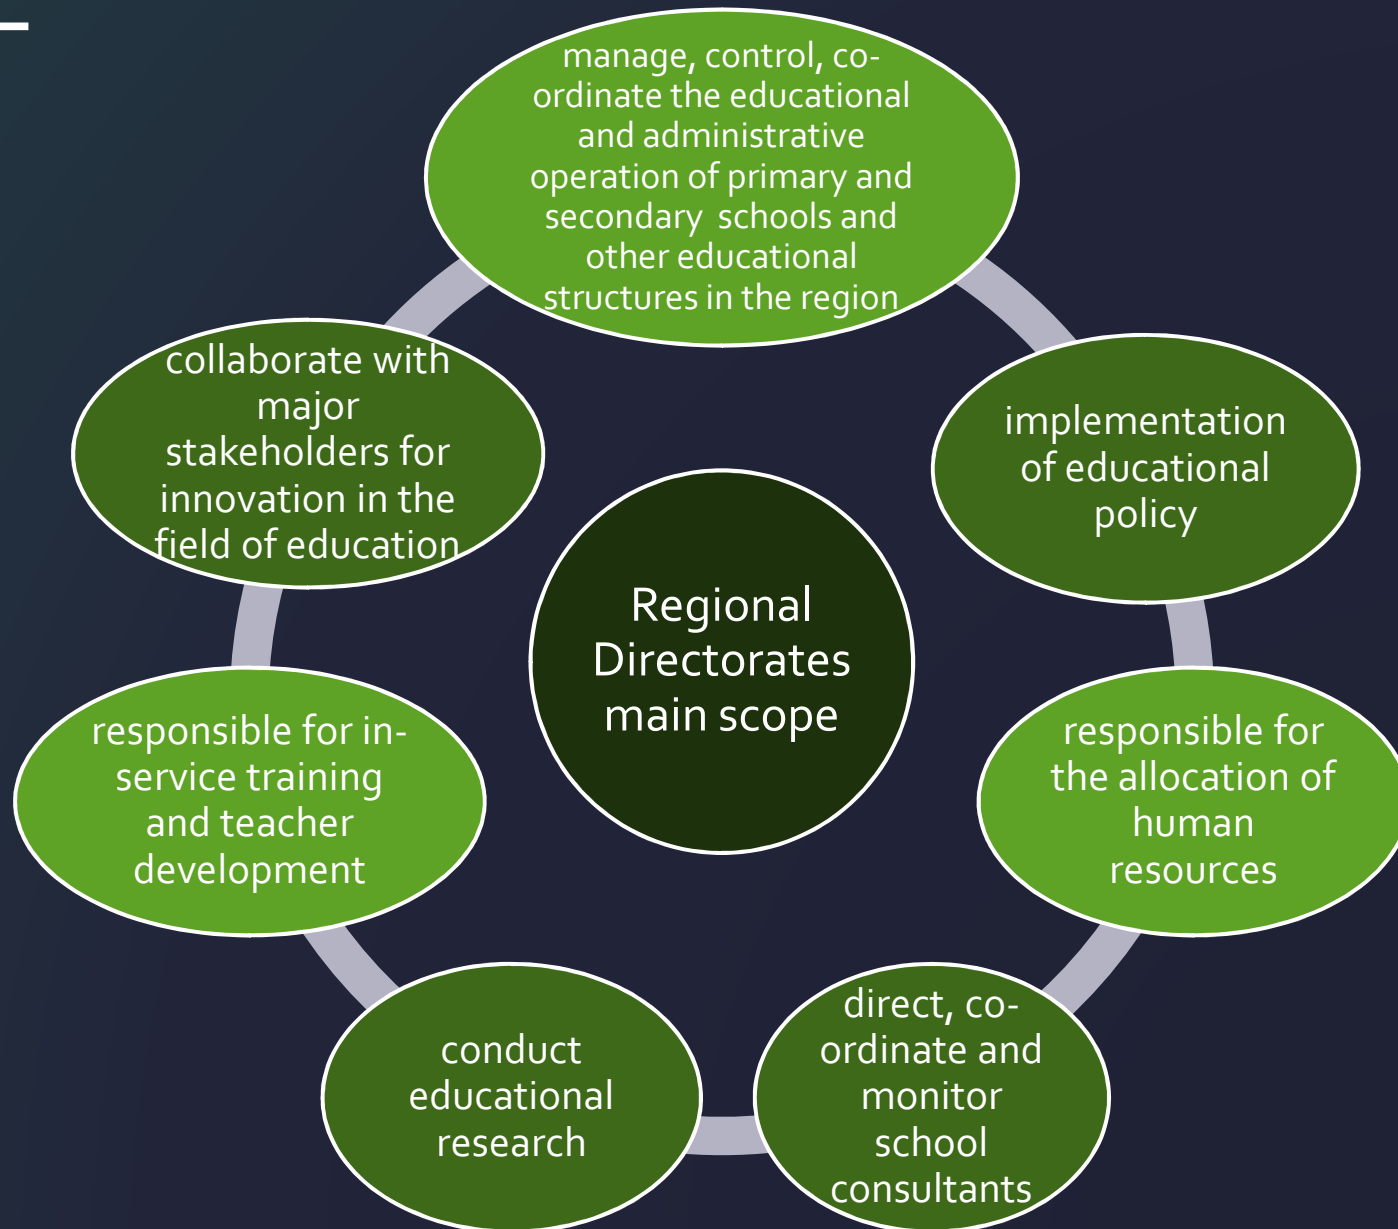 manage, control, co-
ordinate the educational
and administrative
operation of primary and
secondary  schools and
other educational
structures in the region
implementation
of educational
policy
responsible for
the allocation of
human
resources
direct, co-
ordinate and
monitor
school
consultants
conduct
educational
research
responsible for in-
service training
and teacher
development
collaborate with
major
stakeholders for
innovation in the
field of education
Regional
Directorates
main scope